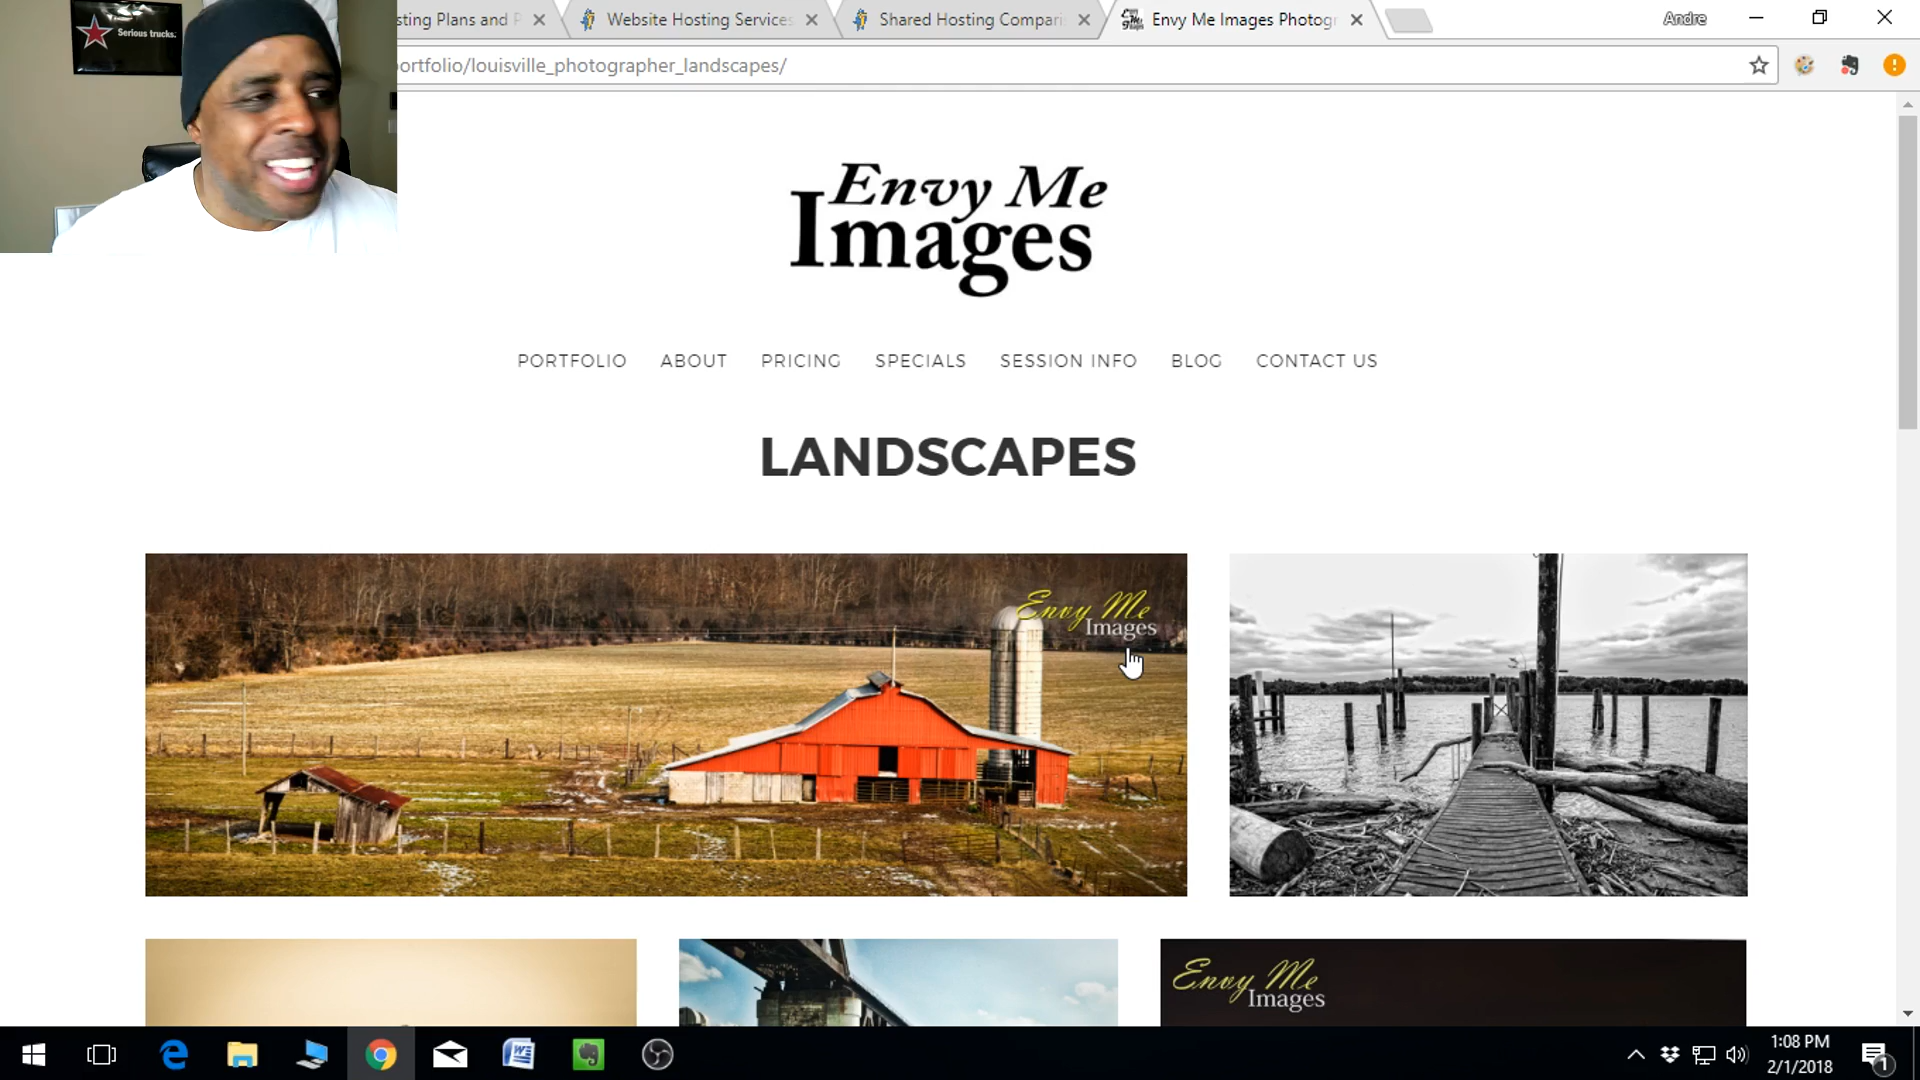 Serious trucks.
sting Plans and P
Website Hosting Services
Shared Hosting Compari
Envy Me Images Photogr
Andre
ortfolio/louisville_photographer_landscapes/
Envy Me
Images
PORTFOLIO ABOUT PRICING SPECIALS SESSION INFO BLOG CONTACT US
LANDSCAPES
Envy Me
Images
Envy Me
Images
1:08 PM
2/1/2018
1